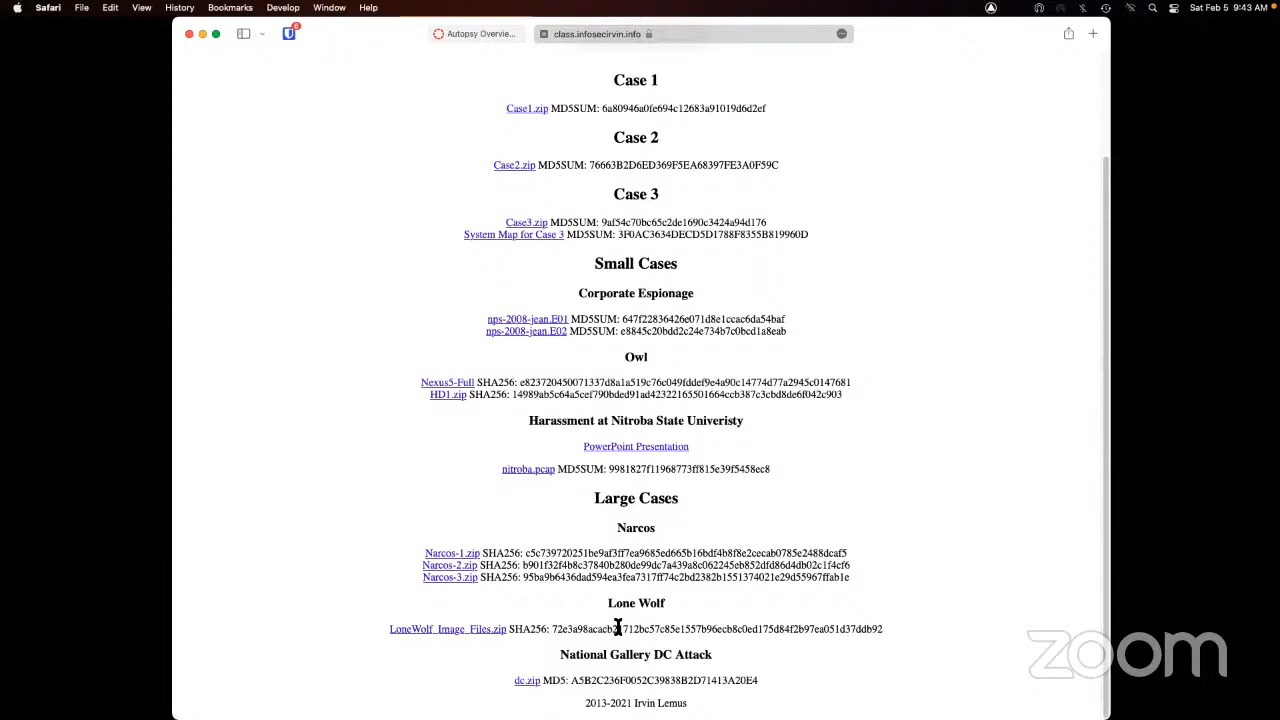 Safari File Edit View History Bookmarks Develop Window Help Sat Feb 5 9:43 AM
6 Autopsy Overvie... class.infosecirvin.info
Case 1
Case1.zip MD5SUM: 6a80946a0fe694c12683a91019d6d2ef
Case 2
Case2.zip MD5SUM: 76663B2D6ED369F5EA68397FE3A0F59C
Case 3
Case3.zip MD5SUM: 9af54c70bc65c2de1690c3424a94d176
System Map for Case 3 MD5SUM: 3F0AC3634DECD5D1788F8355B819960D
Small Cases
Corporate Espionage
nps-2008-jean.E01 MD5SUM: 647f22836426e071d8e1ccac6da54baf
nps-2008-jean.E02 MD5SUM: e8845c20bdd2c24e734b7c0bcd1a8eab
Owl
Nexus5-Full SHA256: e823720450071337d8a1a519c76c049fddef9e4a90c14774d77a2945c0147681
HD1.zip SHA256: 14989ab5c64a5cef790bded91ad42322165501664ccb387c3cbd8de6f042c903
Harassment at Nitroba State Univeristy
PowerPoint Presentation
nitroba.pcap MD5SUM: 9981827f11968773ff815e39f5458ec8
Large Cases
Narcos
Narcos-1.zip SHA256: c5c739720251be9af3ff7ea9685ed665b16bdf4b8f8e2cecab0785e2488dcaf5
Narcos-2.zip SHA256: b901f32f4b8c37840b280de99dc7a439a8c062245eb852dfd86d4db02c1f4cf6
Narcos-3.zip SHA256: 95ba9b6436dad594ea3fea7317ff74c2bd2382b1551374021e29d55967ffab1e
Lone Wolf
LoneWolf_Image_Files.zip SHA256:
National Gallery DC Attack
dc.zip MD5: A5B2C236F0052C39838B2D71413A20E4
2013-2021 Irvin Lemus
zoom